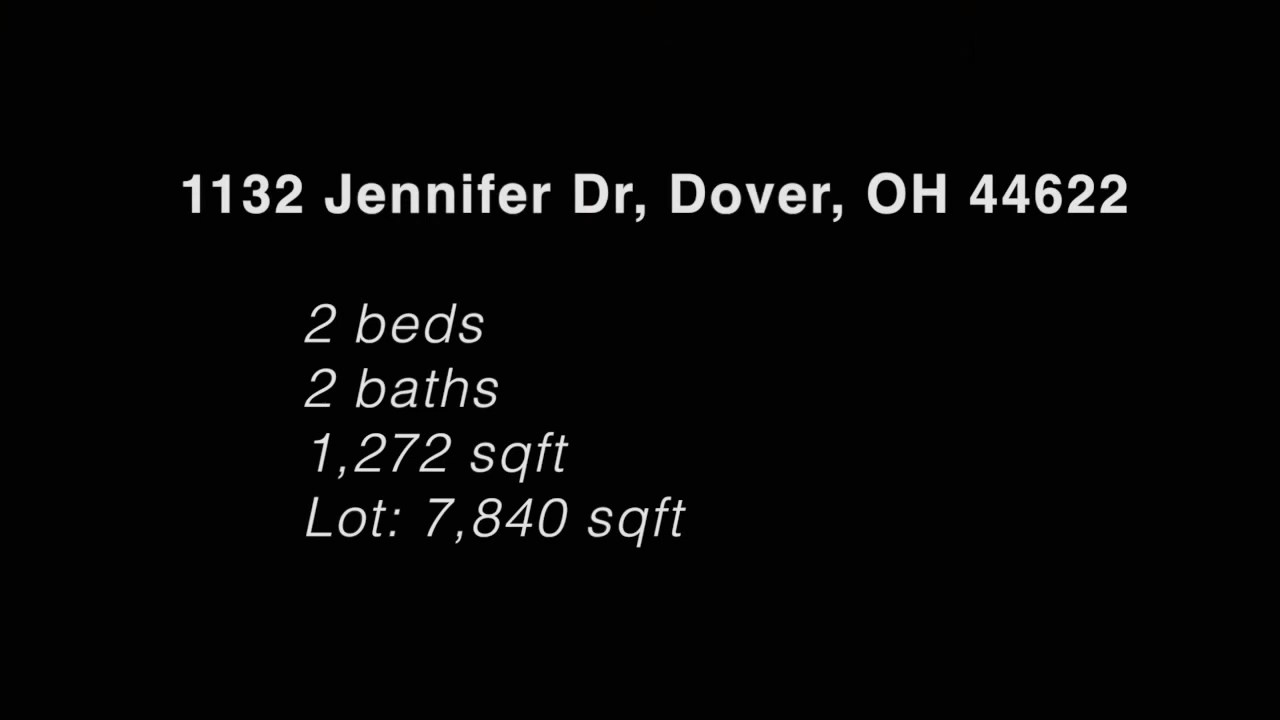 1132 Jennifer Dr, Dover, OH 44622
2 beds
2 baths
1,272 sqft
Lot: 7,840 sqft